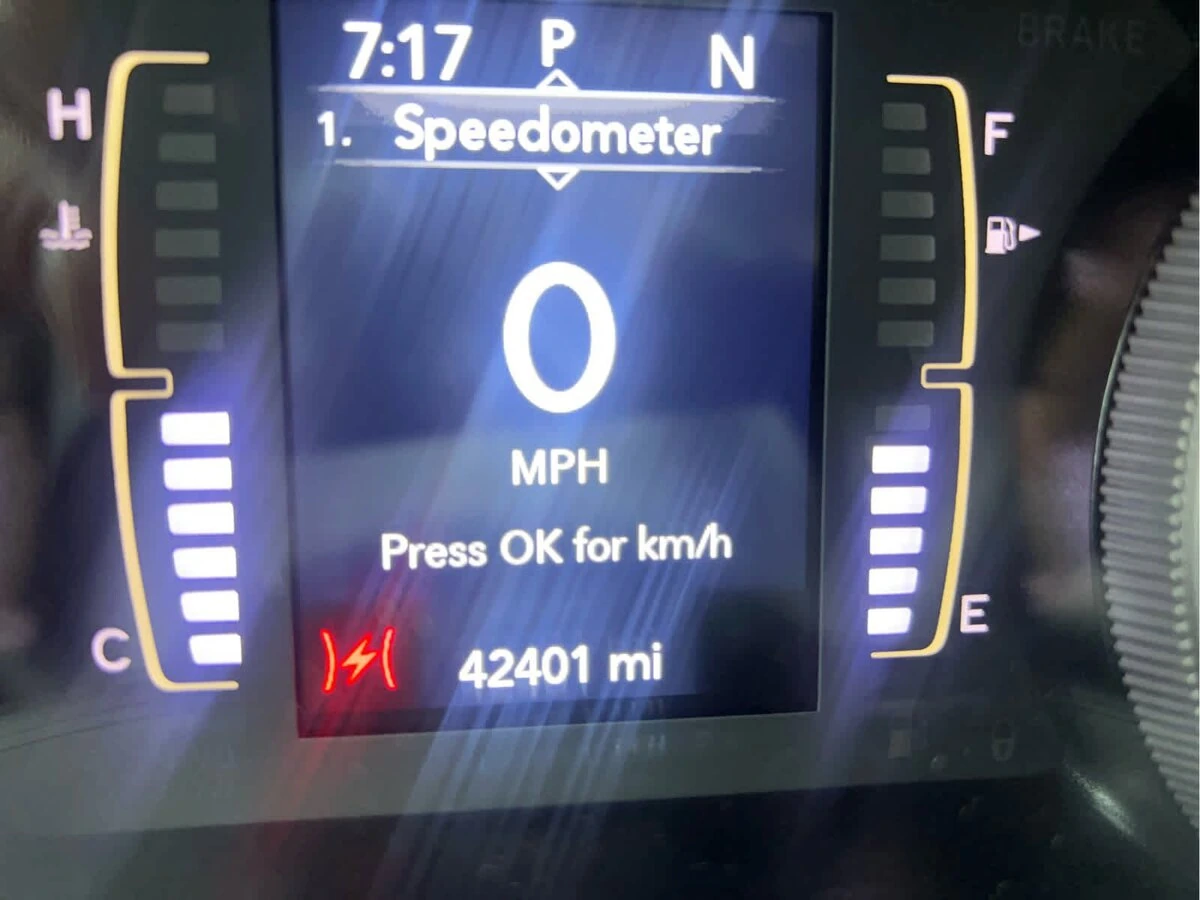 BRAKE
7:17 P N
1. Speedometer
H
F
0
MPH
Press OK for km/h
C
E
42401 mi